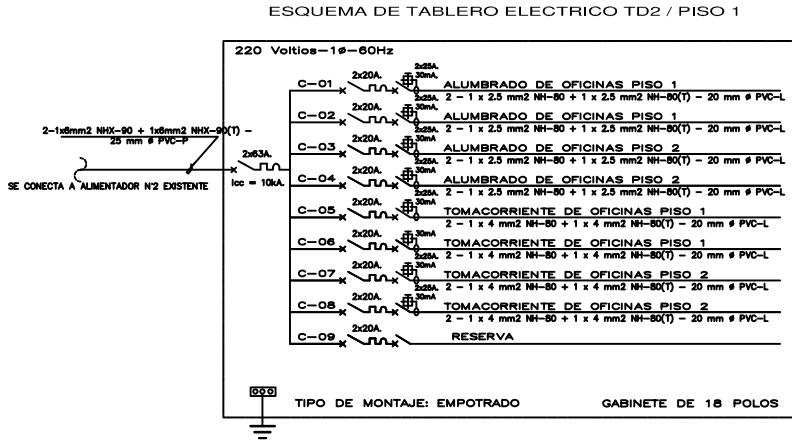 ESQUEMA DE TABLERO ELECTRICO TD2 / PISO 1
220 Voltios-1ø-60Hz
2x25A.
2x20A.
30mA.
C-01
ALUMBRADO DE OFICINAS PISO 1
2 - 1 x 2.5 mm2 NH-80 + 1 x 2.5 mm2 NH-80(T) - 20 mm ø PVC-L
2x25A.
2x20A.
30mA
C-02
ALUMBRADO DE OFICINAS PISO 1
2 - 1 x 2.5 mm2 NH-80 + 1 x 2.5 mm2 NH-80(T) - 20 mm ø PVC-L
2-1x6mm2 NHX-90 + 1x6mm2 NHX-90(T) -
25 mm ø PVC-P
2x25A.
2x20A.
30mA
C-03
ALUMBRADO DE OFICINAS PISO 2
2 - 1 x 2.5 mm2 NH-80 + 1 x 2.5 mm2 NH-80(T) - 20 mm ø PVC-L
2x63A.
Icc = 10kA.
SE CONECTA A ALIMENTADOR N'2 EXISTENTE
2x25A.
2x20A.
30mA
C-04
ALUMBRADO DE OFICINAS PISO 2
2 - 1 x 2.5 mm2 NH-80 + 1 x 2.5 mm2 NH-80(T) - 20 mm ø PVC-L
2x25A.
2x20A.
30mA
C-05
TOMACORRIENTE DE OFICINAS PISO 1
2 - 1 x 4 mm2 NH-80 + 1 x 4 mm2 NH-80(T) - 20 mm ø PVC-L
2x20A.
30mA
C-06
TOMACORRIENTE DE OFICINAS PISO 1
2 - 1 x 4 mm2 NH-80 + 1 x 4 mm2 NH-80(T) - 20 mm ø PVC-L
2x25A.
2x20A.
30mA
C-07
TOMACORRIENTE DE OFICINAS PISO 2
2 - 1 x 4 mm2 NH-80 + 1 x 4 mm2 NH-80(T) - 20 mm ø PVC-L
2x25A.
2x20A.
30mA
C-08
TOMACORRIENTE DE OFICINAS PISO 2
2 - 1 x 4 mm2 NH-80 + 1 x 4 mm2 NH-80(T) - 20 mm ø PVC-L
2x20A.
C-09
RESERVA
TIPO DE MONTAJE: EMPOTRADO
GABINETE DE 18 POLOS